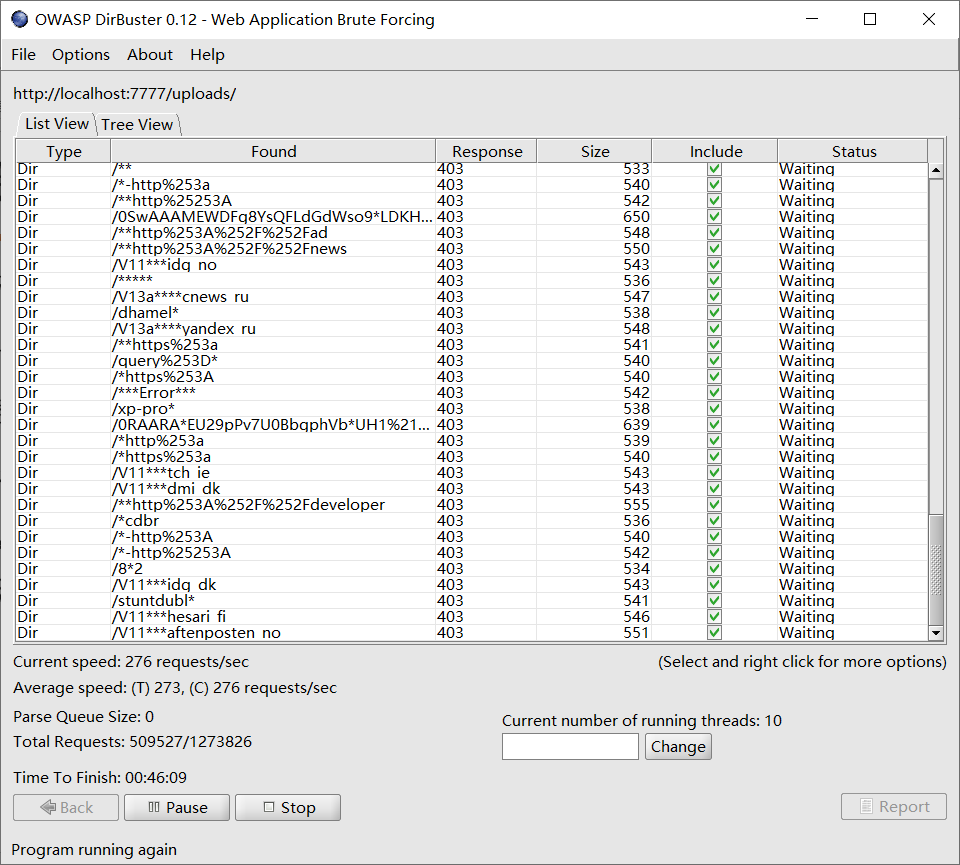 OWASP DirBuster 0.12 - Web Application Brute Forcing
File Options About Help
http://localhost:7777/uploads/
List View Tree View
Type Found Response Size Include Status
Dir /** 403 533 Waiting
Dir /*-http%253a 403 540 Waiting
Dir /**http%25253A 403 542 Waiting
Dir /0SwAAAMEWDFq8YsQFLdGdWso9*LDKH... 403 650 Waiting
Dir /**http%253A%252F%252Fad 403 548 Waiting
Dir /**http%253A%252F%252Fnews 403 550 Waiting
Dir /V11***idg_no 403 543 Waiting
Dir /***** 403 536 Waiting
Dir /V13a****cnews_ru 403 547 Waiting
Dir /dhamel* 403 538 Waiting
Dir /V13a****yandex_ru 403 548 Waiting
Dir /**https%253a 403 541 Waiting
Dir /query%253D* 403 540 Waiting
Dir /*https%253A 403 540 Waiting
Dir /***Error*** 403 542 Waiting
Dir /xp-pro* 403 538 Waiting
Dir /0RAARA*EU29pPv7U0BbqphVb*UH1%21... 403 639 Waiting
Dir /*http%253a 403 539 Waiting
Dir /*https%253a 403 540 Waiting
Dir /V11***tch_ie 403 543 Waiting
Dir /V11***dmi_dk 403 543 Waiting
Dir /**http%253A%252F%252Fdeveloper 403 555 Waiting
Dir /*cdbr 403 536 Waiting
Dir /*-http%253A 403 540 Waiting
Dir /*-http%25253A 403 542 Waiting
Dir /8*2 403 534 Waiting
Dir /V11***idg_dk 403 543 Waiting
Dir /stuntdubl* 403 541 Waiting
Dir /V11***hesari_fi 403 546 Waiting
Dir /V11***aftenposten_no 403 551 Waiting
Current speed: 276 requests/sec (Select and right click for more options)
Average speed: (T) 273, (C) 276 requests/sec
Parse Queue Size: 0
Current number of running threads: 10
Total Requests: 509527/1273826
Change
Time To Finish: 00:46:09
Back Pause Stop Report
Program running again